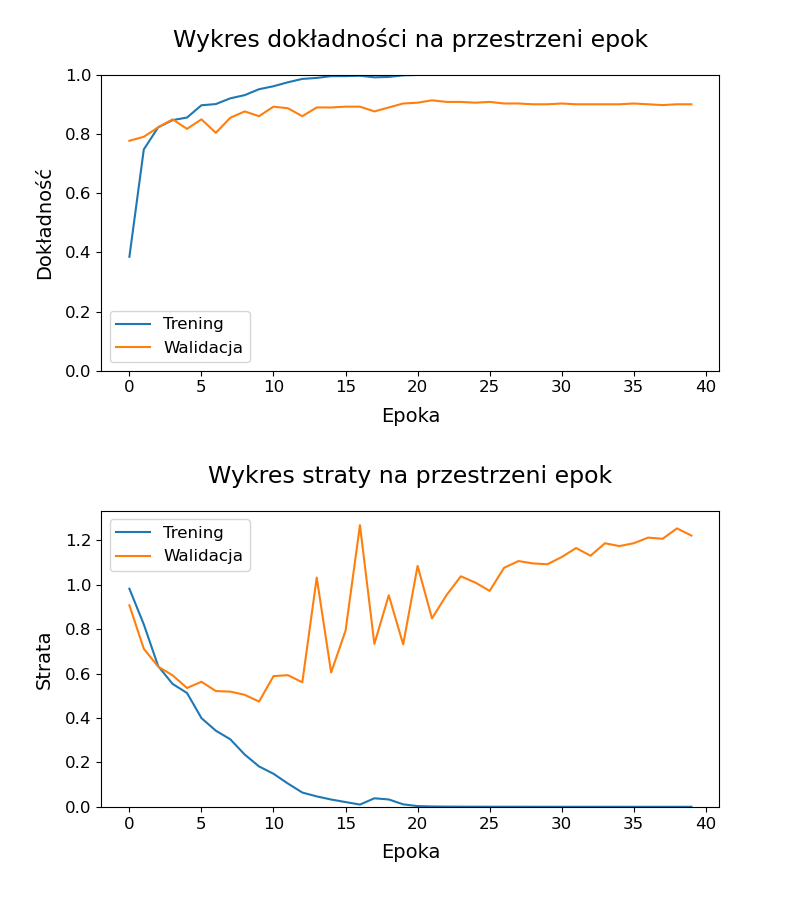 Wykres dokładności na przestrzeni epok
1.0
0.8
0.6
0.4
0.2
0.0
Dokładność
Trening
Walidacja
0 5 10 15 20 25 30 35 40
Epoka
Wykres straty na przestrzeni epok
1.2
1.0
0.8
0.6
0.4
0.2
0.0
Strata
Trening
Walidacja
0 5 10 15 20 25 30 35 40
Epoka